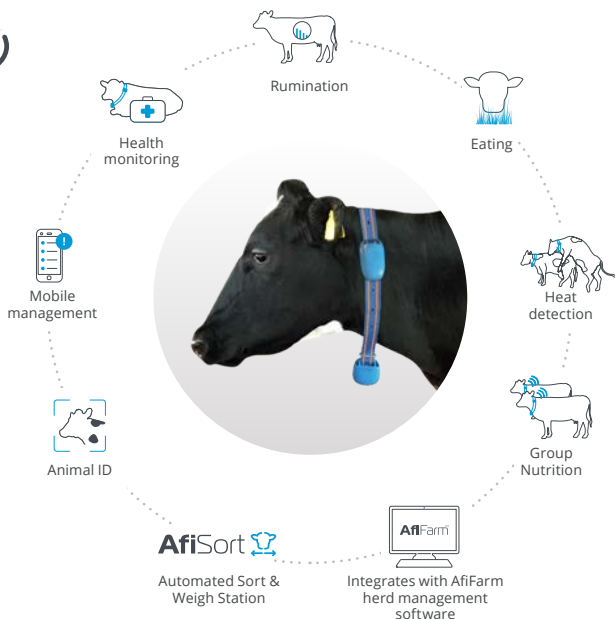 Rumination
Eating
Health
monitoring
Heat
detection
Mobile
management
Group
Nutrition
Animal ID
AfiFarm
AfiSort
Automated Sort &
Weigh Station
Integrates with AfiFarm
herd management
software